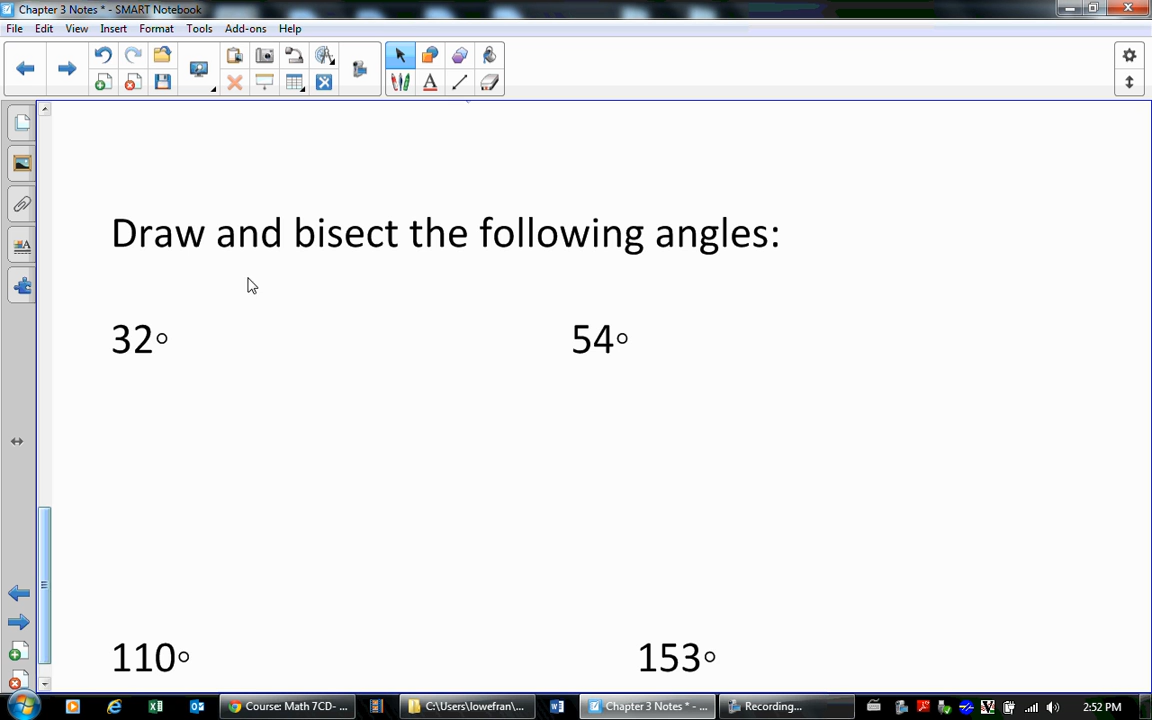 Chapter 3 Notes * - SMART Notebook
File Edit View Insert Format Tools Add-ons Help
Draw and bisect the following angles:
32° 54°
110° 153°
Course: Math 7CD- ... C:\Users\lowefran\... Chapter 3 Notes * - ... Recording... 2:52 PM